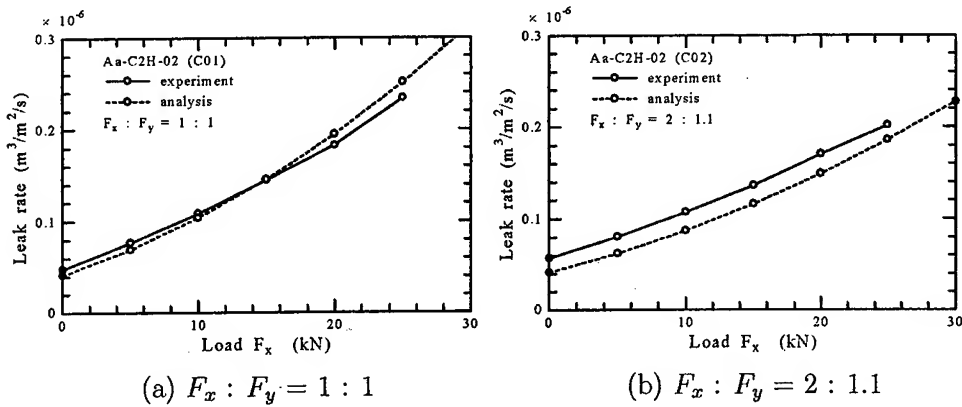 × 10⁻⁶
0.3
0.2
0.1
0
Leak rate (m³/m²/s)
Aa-C2H-02 (C01)
experiment
analysis
Fₓ : Fᵧ = 1 : 1
0 10 20 30
Load Fₓ (kN)
(a) Fₓ : Fᵧ = 1 : 1
× 10⁻⁶
0.3
0.2
0.1
0
Leak rate (m³/m²/s)
Aa-C2H-02 (C02)
experiment
analysis
Fₓ : Fᵧ = 2 : 1.1
0 10 20 30
Load Fₓ (kN)
(b) Fₓ : Fᵧ = 2 : 1.1